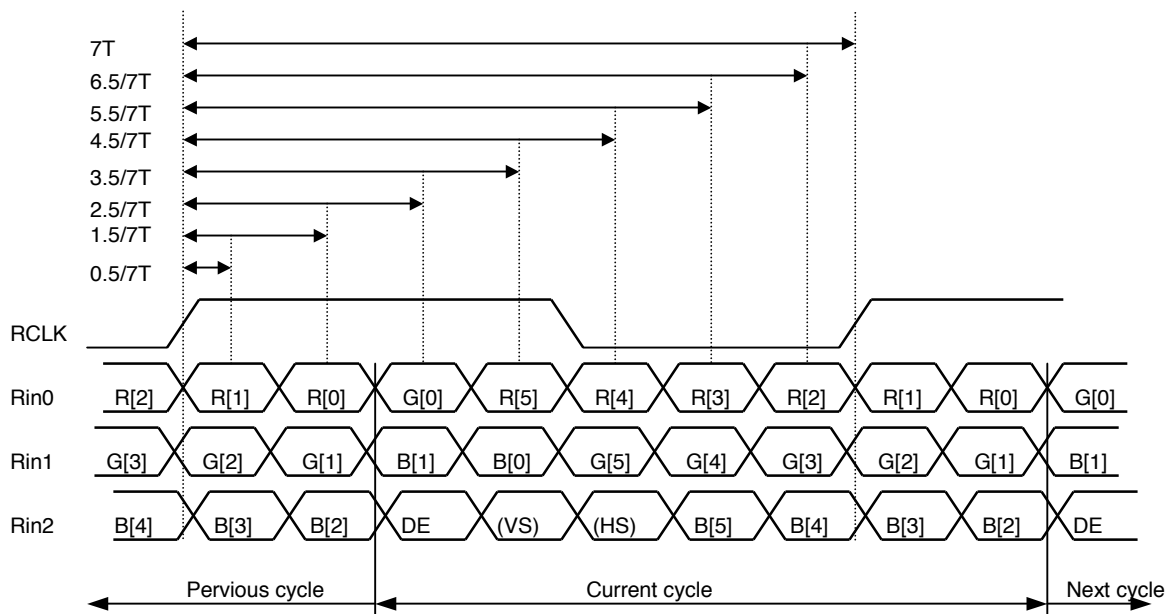 7T
6.5/7T
5.5/7T
4.5/7T
3.5/7T
2.5/7T
1.5/7T
0.5/7T
RCLK
Rin0 R[2] R[1] R[0] G[0] R[5] R[4] R[3] R[2] R[1] R[0] G[0]
Rin1 G[3] G[2] G[1] B[1] B[0] G[5] G[4] G[3] G[2] G[1] B[1]
Rin2 B[4] B[3] B[2] DE (VS) (HS) B[5] B[4] B[3] B[2] DE
Pervious cycle Current cycle Next cycle